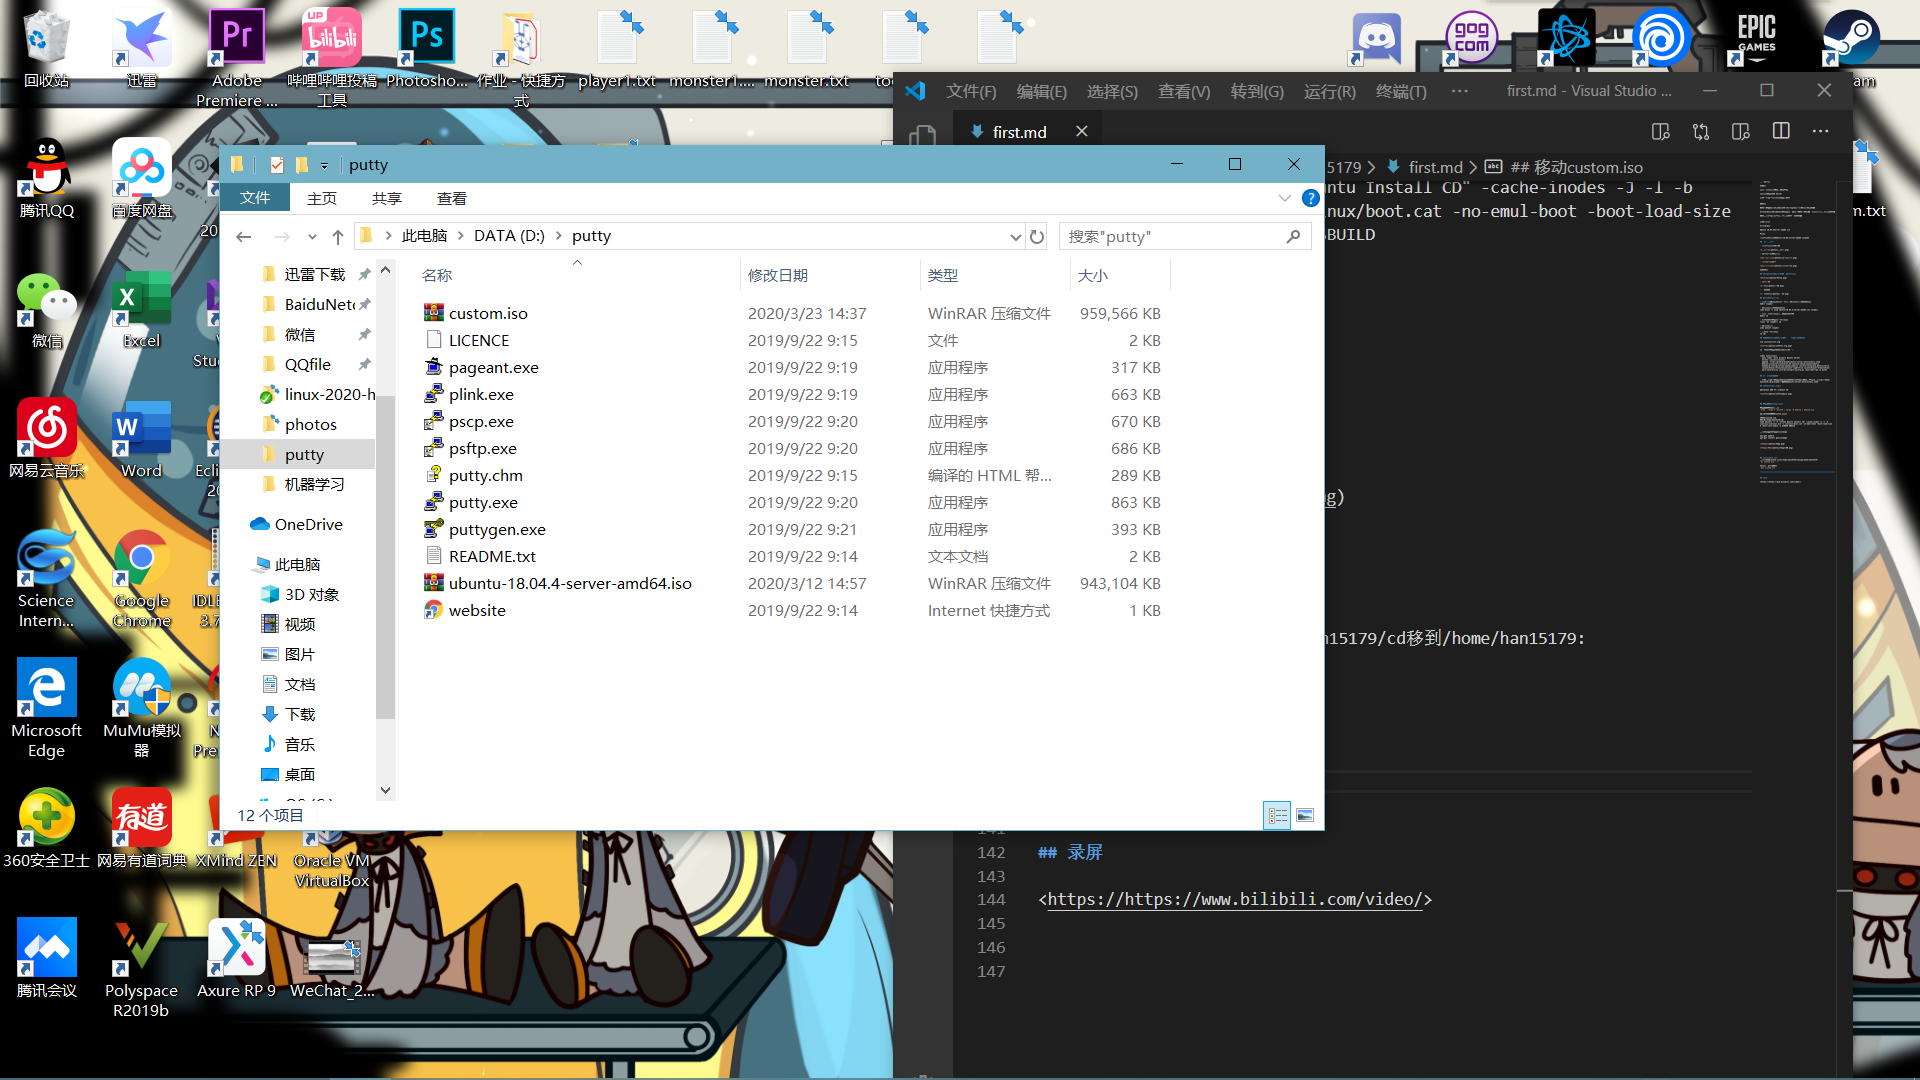 回收站
迅雷
Adobe
Premiere ...
哔哩哔哩投稿
工具
Photosho...
作业 - 快捷方
式
player1.txt
monster1....
monster.txt
腾讯QQ
百度网盘
微信
Excel
网易云音乐
Word
Science
Intern...
Google
Chrome
Microsoft
Edge
MuMu模拟
器
360安全卫士
网易有道词典
XMind ZEN
Oracle VM
VirtualBox
腾讯会议
Polyspace
R2019b
Axure RP 9
WeChat_2...
putty
文件
主页
共享
查看
此电脑 > DATA (D:) > putty
搜索"putty"
名称 修改日期 类型 大小
custom.iso 2020/3/23 14:37 WinRAR 压缩文件 959,566 KB
LICENCE 2019/9/22 9:15 文件 2 KB
pageant.exe 2019/9/22 9:19 应用程序 317 KB
plink.exe 2019/9/22 9:19 应用程序 663 KB
pscp.exe 2019/9/22 9:20 应用程序 670 KB
psftp.exe 2019/9/22 9:20 应用程序 686 KB
putty.chm 2019/9/22 9:15 编译的 HTML 帮... 289 KB
putty.exe 2019/9/22 9:20 应用程序 863 KB
puttygen.exe 2019/9/22 9:21 应用程序 393 KB
README.txt 2019/9/22 9:14 文本文档 2 KB
ubuntu-18.04.4-server-amd64.iso 2020/3/12 14:57 WinRAR 压缩文件 943,104 KB
website 2019/9/22 9:14 Internet 快捷方式 1 KB
迅雷下载
BaiduNetc
微信
QQfile
linux-2020-h
photos
putty
机器学习
OneDrive
此电脑
3D 对象
视频
图片
文档
下载
音乐
桌面
12 个项目
文件(F) 编辑(E) 选择(S) 查看(V) 转到(G) 运行(R) 终端(T) ··· first.md - Visual Studio ...
first.md
5179 > first.md > ## 移动custom.iso
ntu Install CD" -cache-inodes -J -l -b
inux/boot.cat -no-emul-boot -boot-load-size
BUILD
ng)
n15179/cd移到/home/han15179:
141
142 ## 录屏
143
144 <https://https://www.bilibili.com/video/>
145
146
147
gog
com
EPIC
GAMES